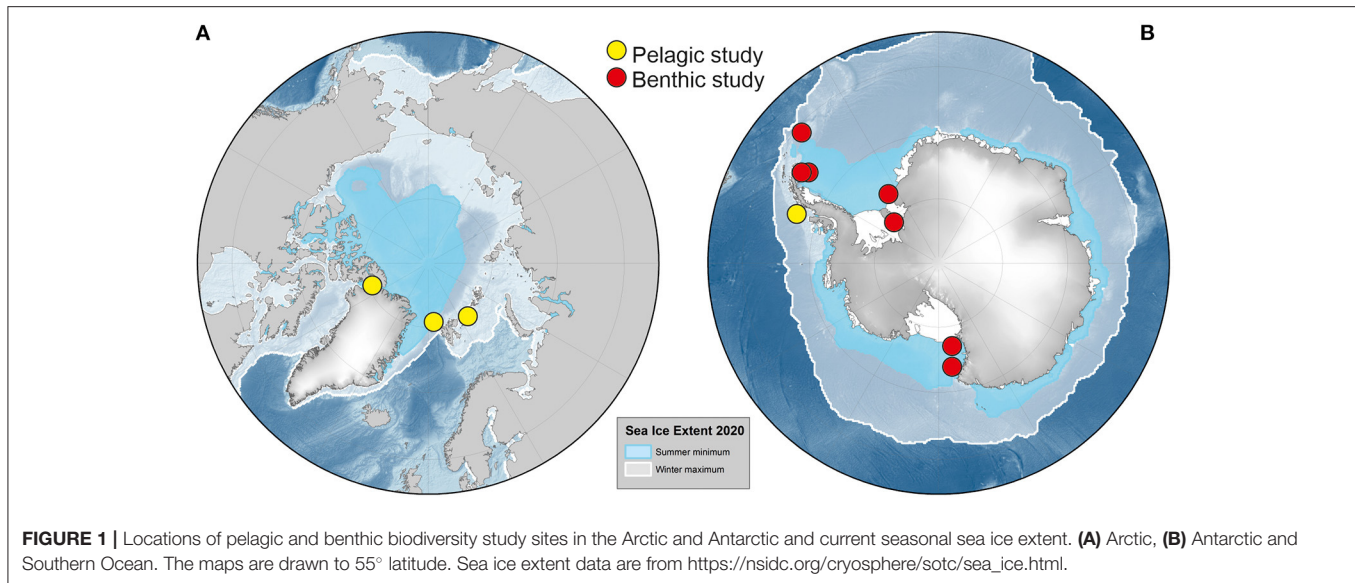 A
Pelagic study
Benthic study
B
Sea Ice Extent 2020
Summer minimum
Winter maximum
FIGURE 1 | Locations of pelagic and benthic biodiversity study sites in the Arctic and Antarctic and current seasonal sea ice extent. (A) Arctic, (B) Antarctic and
Southern Ocean. The maps are drawn to 55° latitude. Sea ice extent data are from https://nsidc.org/cryosphere/sotc/sea_ice.html.